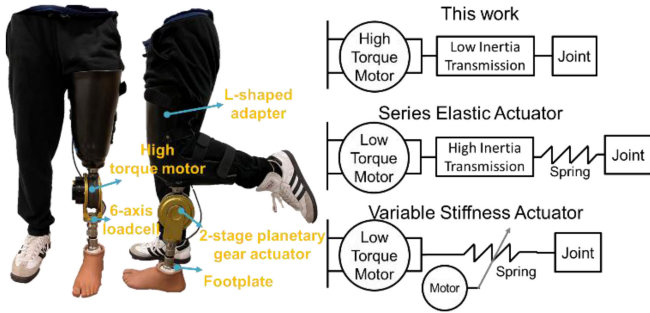 L-shaped
adapter
High
torque motor
6-axis
loadcell
2-stage planetary
gear actuator
Footplate
This work
High
Torque
Motor
Low Inertia
Transmission
Joint
Series Elastic Actuator
Low
Torque
Motor
High Inertia
Transmission
Spring
Joint
Variable Stiffness Actuator
Low
Torque
Motor
Motor
Spring
Joint